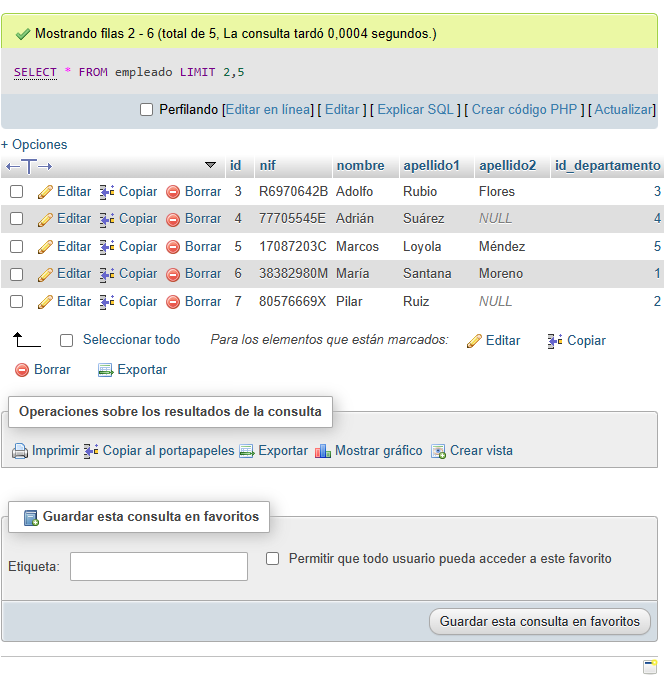 Mostrando filas 2 - 6 (total de 5, La consulta tardó 0,0004 segundos.)
SELECT * FROM empleado LIMIT 2,5
Perfilando [Editar en línea] [ Editar ] [ Explicar SQL ] [ Crear código PHP ] [ Actualizar]
+ Opciones
id nif nombre apellido1 apellido2 id_departamento
Editar Copiar Borrar 3 R6970642B Adolfo Rubio Flores 3
Editar Copiar Borrar 4 77705545E Adrián Suárez NULL 4
Editar Copiar Borrar 5 17087203C Marcos Loyola Méndez 5
Editar Copiar Borrar 6 38382980M María Santana Moreno 1
Editar Copiar Borrar 7 80576669X Pilar Ruiz NULL 2
Seleccionar todo Para los elementos que están marcados: Editar Copiar
Borrar Exportar
Operaciones sobre los resultados de la consulta
Imprimir Copiar al portapapeles Exportar Mostrar gráfico Crear vista
Guardar esta consulta en favoritos
Etiqueta: Permitir que todo usuario pueda acceder a este favorito
Guardar esta consulta en favoritos